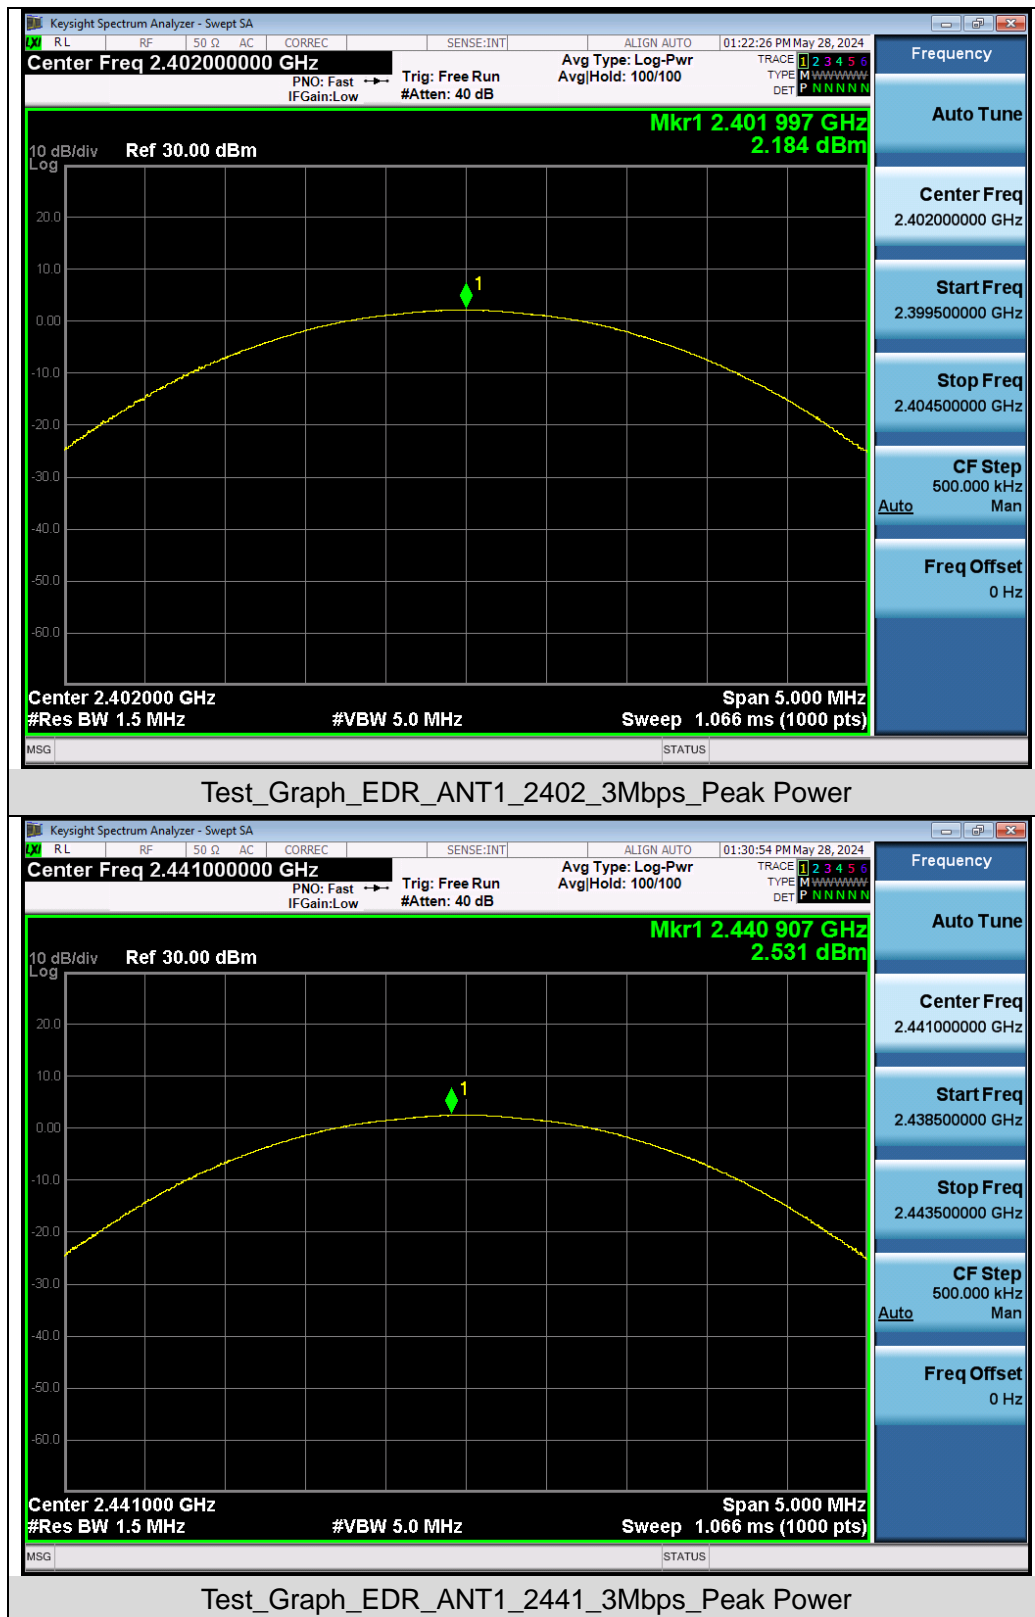 Keysight Spectrum Analyzer - Swept SA
LXI RL RF 50 Ω AC CORREC SENSE:INT ALIGN AUTO 01:22:26 PM May 28, 2024
Center Freq 2.402000000 GHz
PNO: Fast
IFGain:Low
Trig: Free Run
#Atten: 40 dB
Avg Type: Log-Pwr
Avg|Hold: 100/100
TRACE 1 2 3 4 5 6
TYPE M WWWWW
DET P N N N N N
Mkr1 2.401 997 GHz
2.184 dBm
10 dB/div Ref 30.00 dBm
Log
20.0
10.0
0.00
-10.0
-20.0
-30.0
-40.0
-50.0
-60.0
1
Center 2.402000 GHz Span 5.000 MHz
#Res BW 1.5 MHz #VBW 5.0 MHz Sweep 1.066 ms (1000 pts)
MSG STATUS
Frequency
Auto Tune
Center Freq
2.402000000 GHz
Start Freq
2.399500000 GHz
Stop Freq
2.404500000 GHz
CF Step
500.000 kHz
Auto Man
Freq Offset
0 Hz
Test_Graph_EDR_ANT1_2402_3Mbps_Peak Power
Keysight Spectrum Analyzer - Swept SA
LXI RL RF 50 Ω AC CORREC SENSE:INT ALIGN AUTO 01:30:54 PM May 28, 2024
Center Freq 2.441000000 GHz
PNO: Fast
IFGain:Low
Trig: Free Run
#Atten: 40 dB
Avg Type: Log-Pwr
Avg|Hold: 100/100
TRACE 1 2 3 4 5 6
TYPE M WWWWW
DET P N N N N N
Mkr1 2.440 907 GHz
2.531 dBm
10 dB/div Ref 30.00 dBm
Log
20.0
10.0
0.00
-10.0
-20.0
-30.0
-40.0
-50.0
-60.0
1
Center 2.441000 GHz Span 5.000 MHz
#Res BW 1.5 MHz #VBW 5.0 MHz Sweep 1.066 ms (1000 pts)
MSG STATUS
Frequency
Auto Tune
Center Freq
2.441000000 GHz
Start Freq
2.438500000 GHz
Stop Freq
2.443500000 GHz
CF Step
500.000 kHz
Auto Man
Freq Offset
0 Hz
Test_Graph_EDR_ANT1_2441_3Mbps_Peak Power